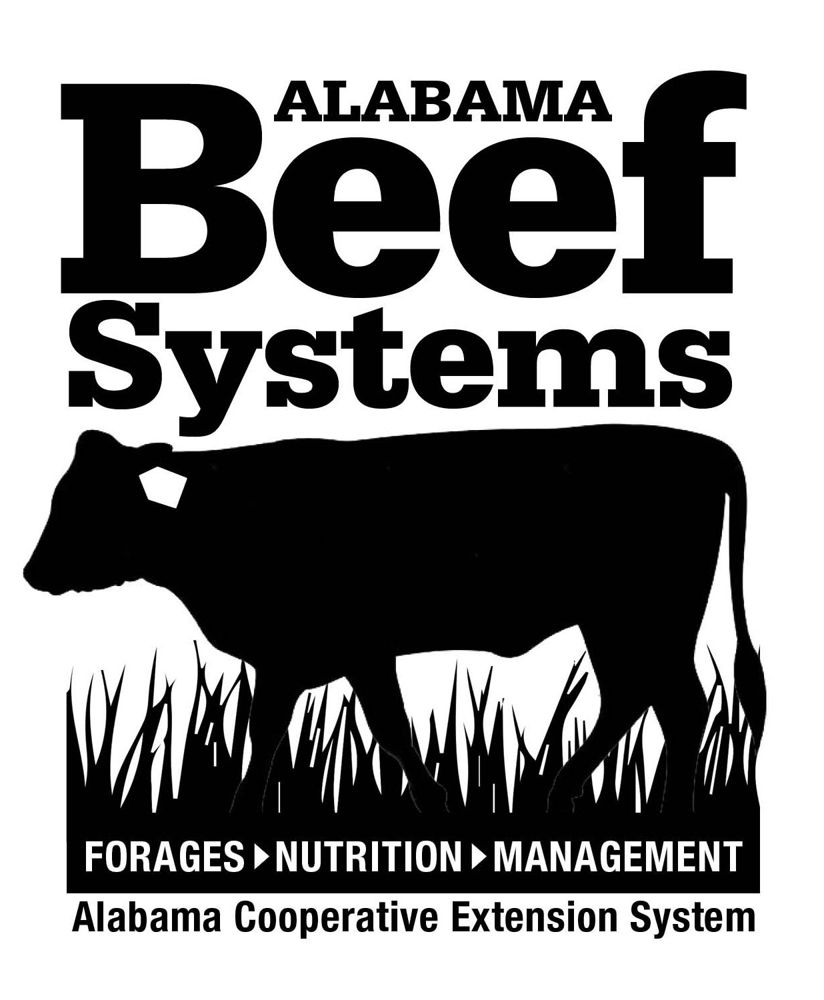 ALABAMA
Beef
Systems
FORAGES ▶ NUTRITION ▶ MANAGEMENT
Alabama Cooperative Extension System